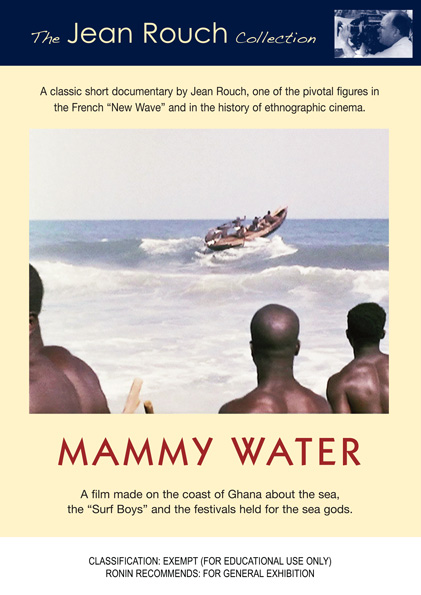 The Jean Rouch Collection
A classic short documentary by Jean Rouch, one of the pivotal figures in
the French “New Wave” and in the history of ethnographic cinema.
MAMMY WATER
A film made on the coast of Ghana about the sea,
the “Surf Boys” and the festivals held for the sea gods.
CLASSIFICATION: EXEMPT (FOR EDUCATIONAL USE ONLY)
RONIN RECOMMENDS: FOR GENERAL EXHIBITION